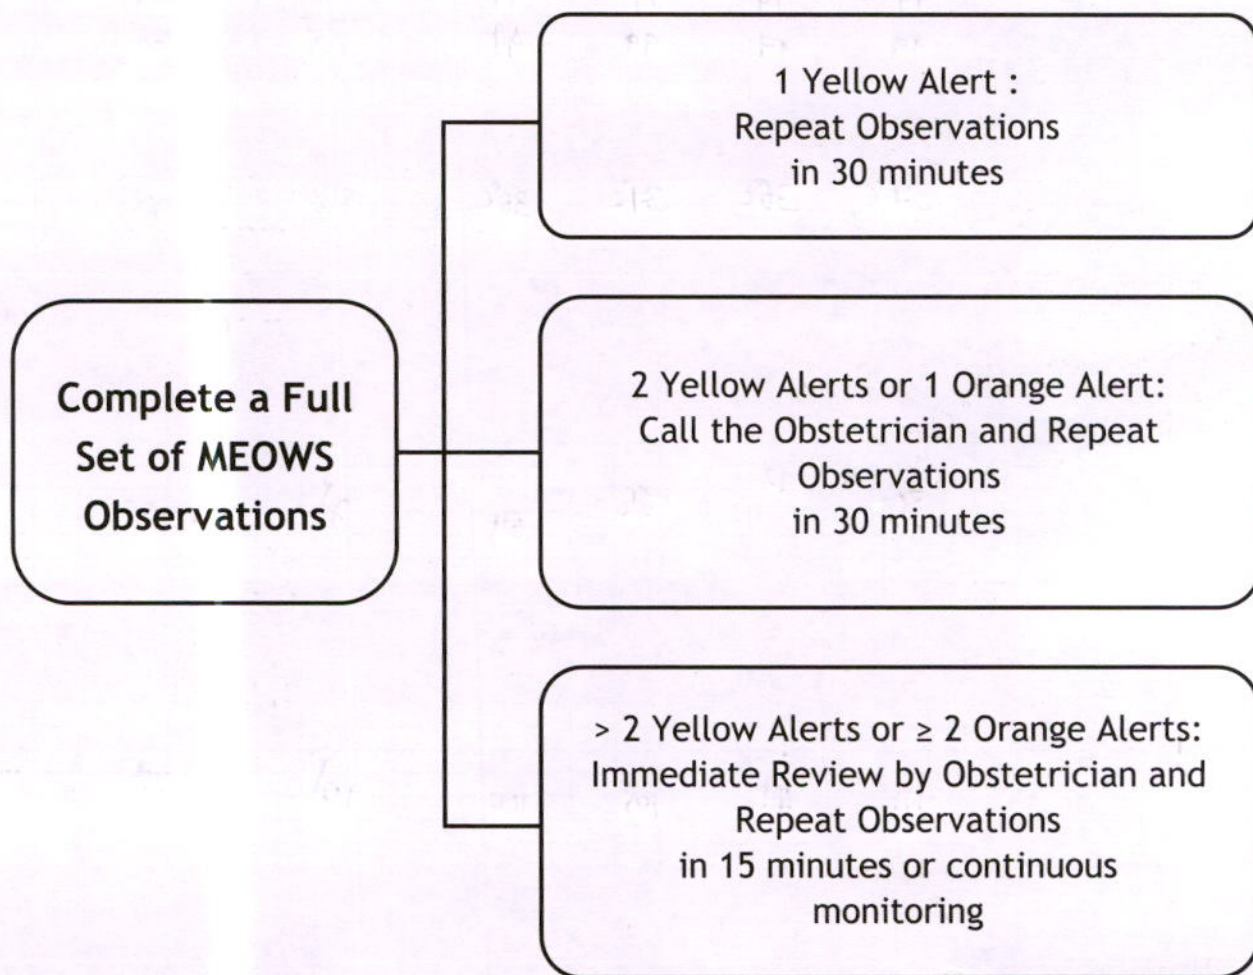 1 Yellow Alert :
Repeat Observations
in 30 minutes
Complete a Full
Set of MEOWS
Observations
2 Yellow Alerts or 1 Orange Alert:
Call the Obstetrician and Repeat
Observations
in 30 minutes
> 2 Yellow Alerts or ≥ 2 Orange Alerts:
Immediate Review by Obstetrician and
Repeat Observations
in 15 minutes or continuous
monitoring